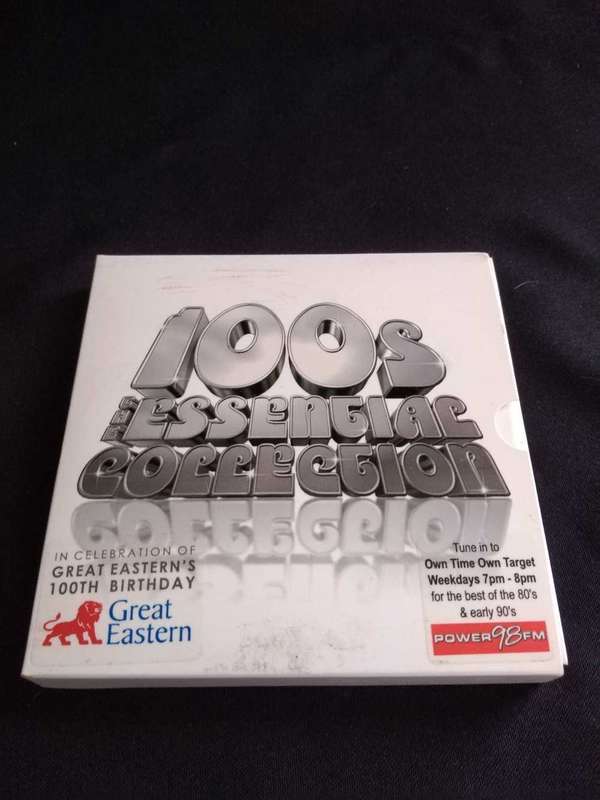 100s
THE ESSENTIAL
COLLECTION
IN CELEBRATION OF
GREAT EASTERN'S
100TH BIRTHDAY
Great
Eastern
Tune in to
Own Time Own Target
Weekdays 7pm - 8pm
for the best of the 80's
& early 90's
POWER98FM